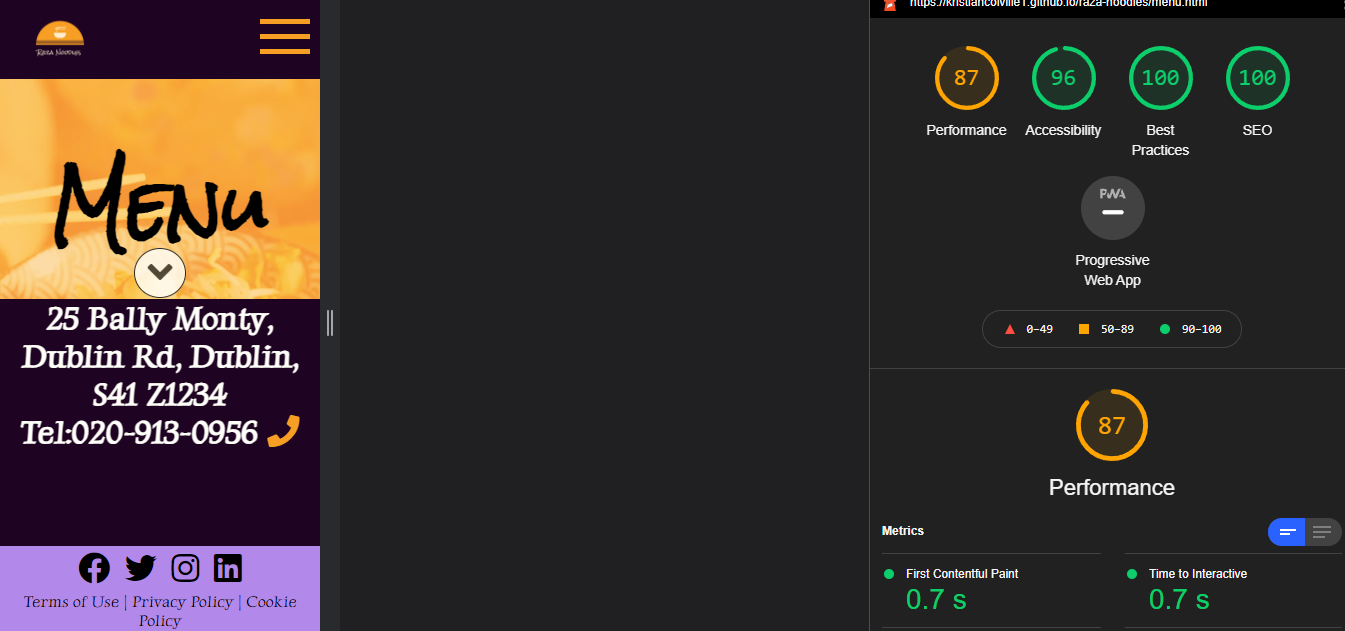 Raza Noodles
Menu
25 Bally Monty,
Dublin Rd, Dublin,
S41 Z1234
Tel:020-913-0956
Terms of Use | Privacy Policy | Cookie
Policy
https://kristiancolville1.github.io/raza-noodles/menu.html
87
96
100
100
Performance
Accessibility
Best
Practices
SEO
PWA
Progressive
Web App
0–49
50–89
90–100
87
Performance
Metrics
First Contentful Paint
0.7 s
Time to Interactive
0.7 s